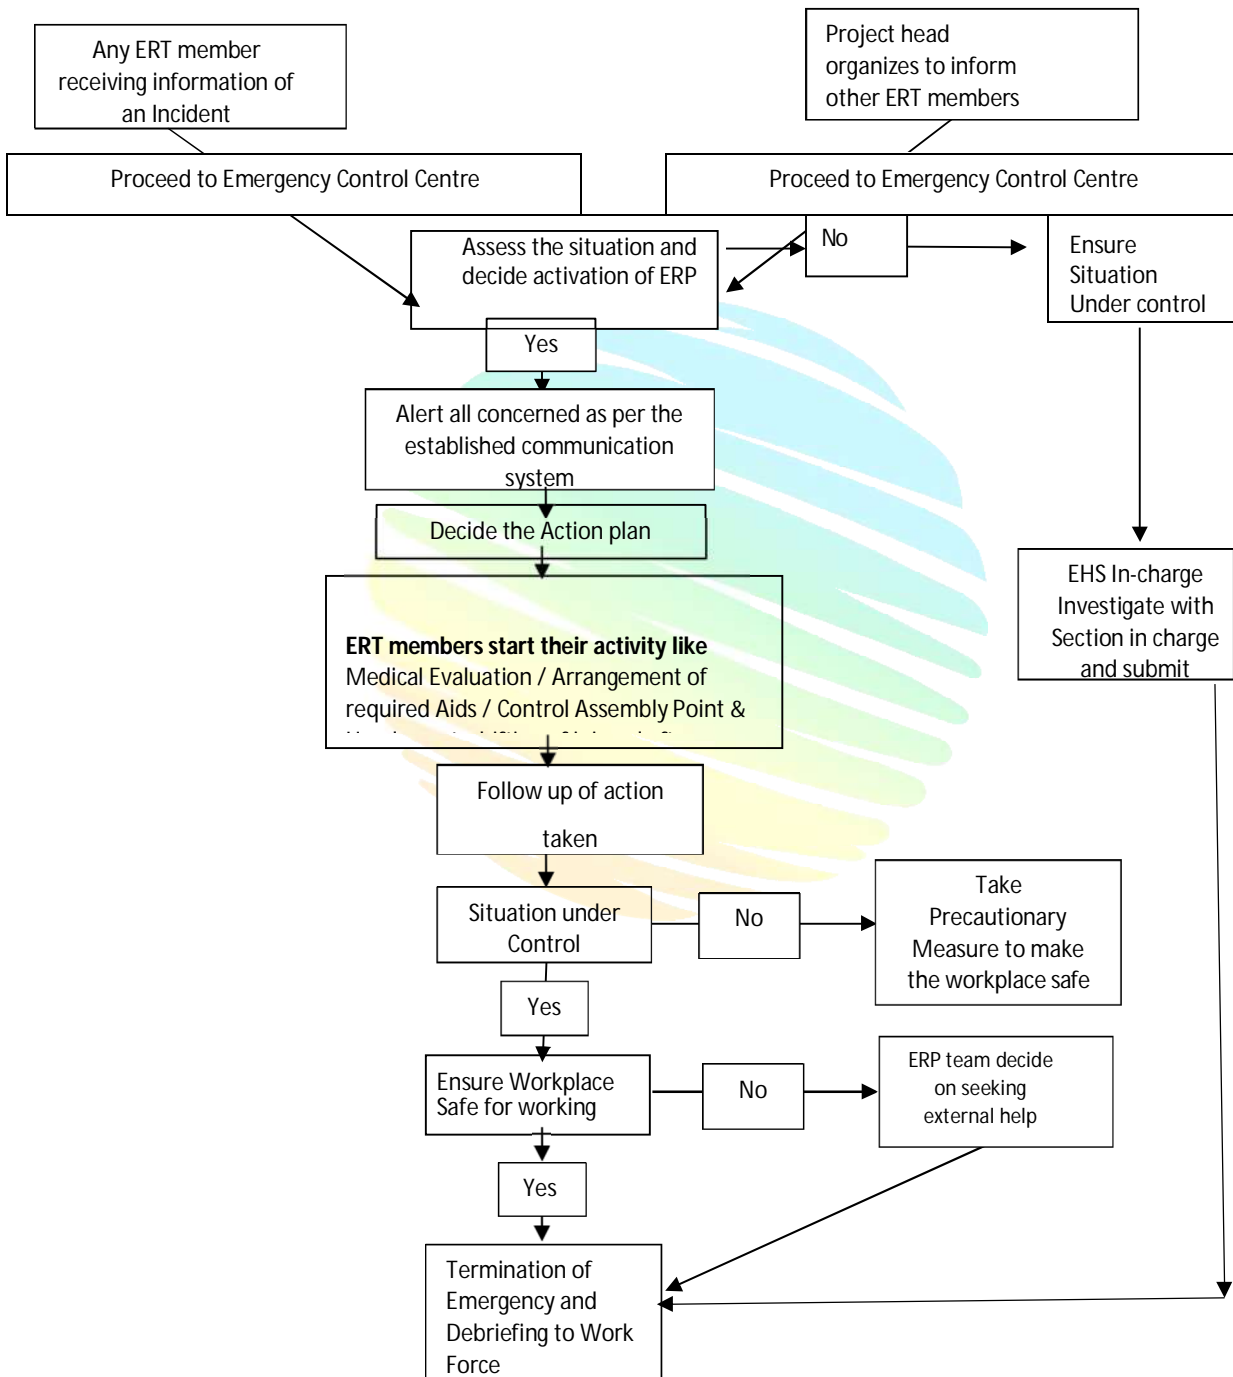 Any ERT member
receiving information of
an Incident
Project head
organizes to inform
other ERT members
Proceed to Emergency Control Centre
Proceed to Emergency Control Centre
Assess the situation and
decide activation of ERP
No
Ensure
Situation
Under control
Yes
Alert all concerned as per the
established communication
system
Decide the Action plan
EHS In-charge
Investigate with
Section in charge
and submit
ERT members start their activity like
Medical Evaluation / Arrangement of
required Aids / Control Assembly Point &
Follow up of action
taken
Situation under
Control
No
Take
Precautionary
Measure to make
the workplace safe
Yes
Ensure Workplace
Safe for working
No
ERP team decide
on seeking
external help
Yes
Termination of
Emergency and
Debriefing to Work
Force